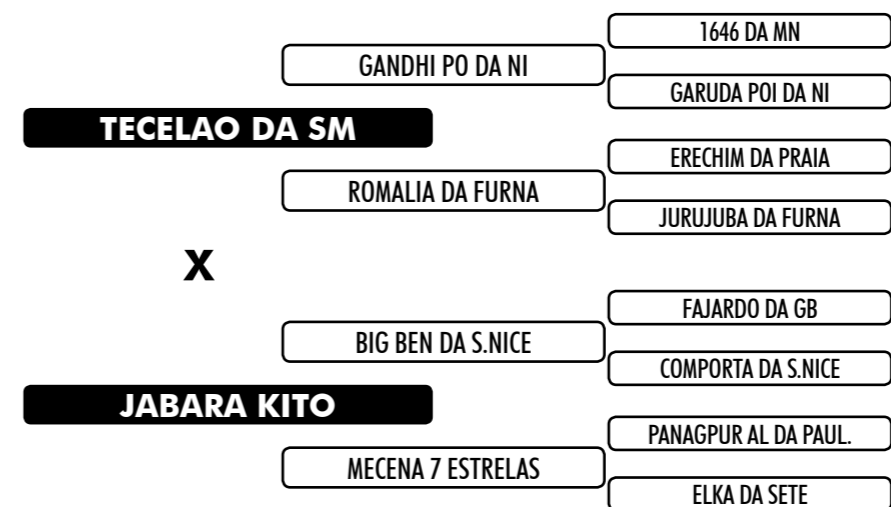 1646 DA MN
GANDHI PO DA NI
GARUDA POI DA NI
TECELAO DA SM
ERECHIM DA PRAIA
ROMALIA DA FURNA
JURUJUBA DA FURNA
X
FAJARDO DA GB
BIG BEN DA S.NICE
COMPORTA DA S.NICE
JABARA KITO
PANAGPUR AL DA PAUL.
MECENA 7 ESTRELAS
ELKA DA SETE